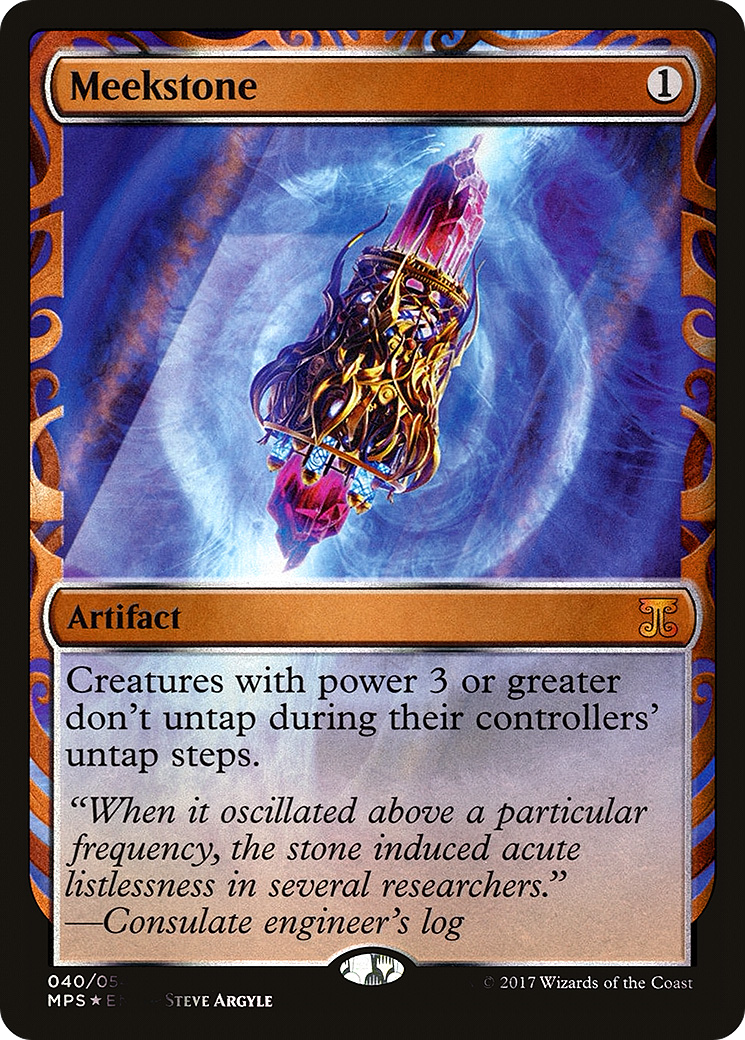 Meekstone 1
Artifact
Creatures with power 3 or greater
don't untap during their controllers'
untap steps.
"When it oscillated above a particular
frequency, the stone induced acute
listlessness in several researchers."
—Consulate engineer's log
040/05
MPS★E STEVE ARGYLE
© 2017 Wizards of the Coast